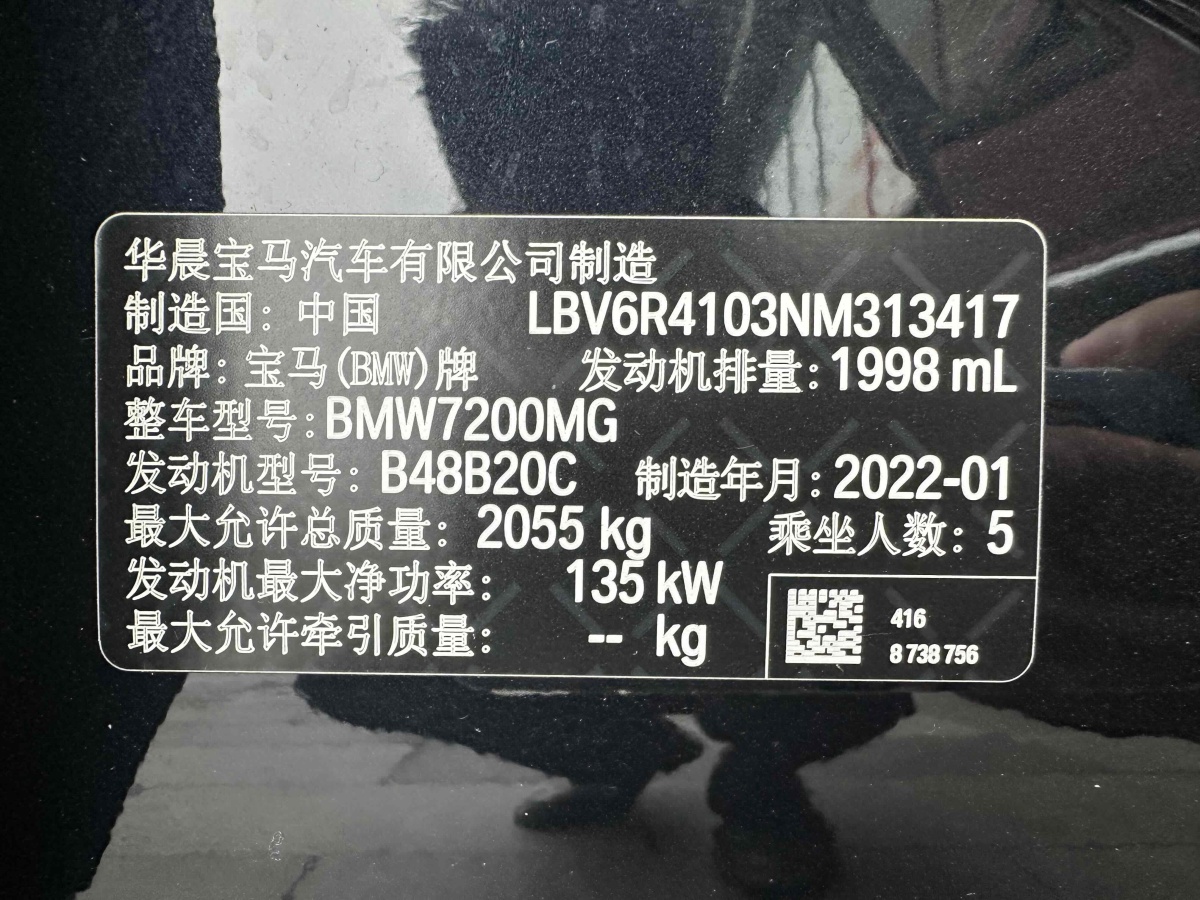 华晨宝马汽车有限公司制造
制造国：中国 LBV6R4103NM313417
品牌：宝马(BMW)牌 发动机排量：1998 mL
整车型号：BMW7200MG
发动机型号：B48B20C 制造年月：2022-01
最大允许总质量：2055 kg 乘坐人数：5
发动机最大净功率：135 kW
最大允许牵引质量：-- kg
416
8 738 756